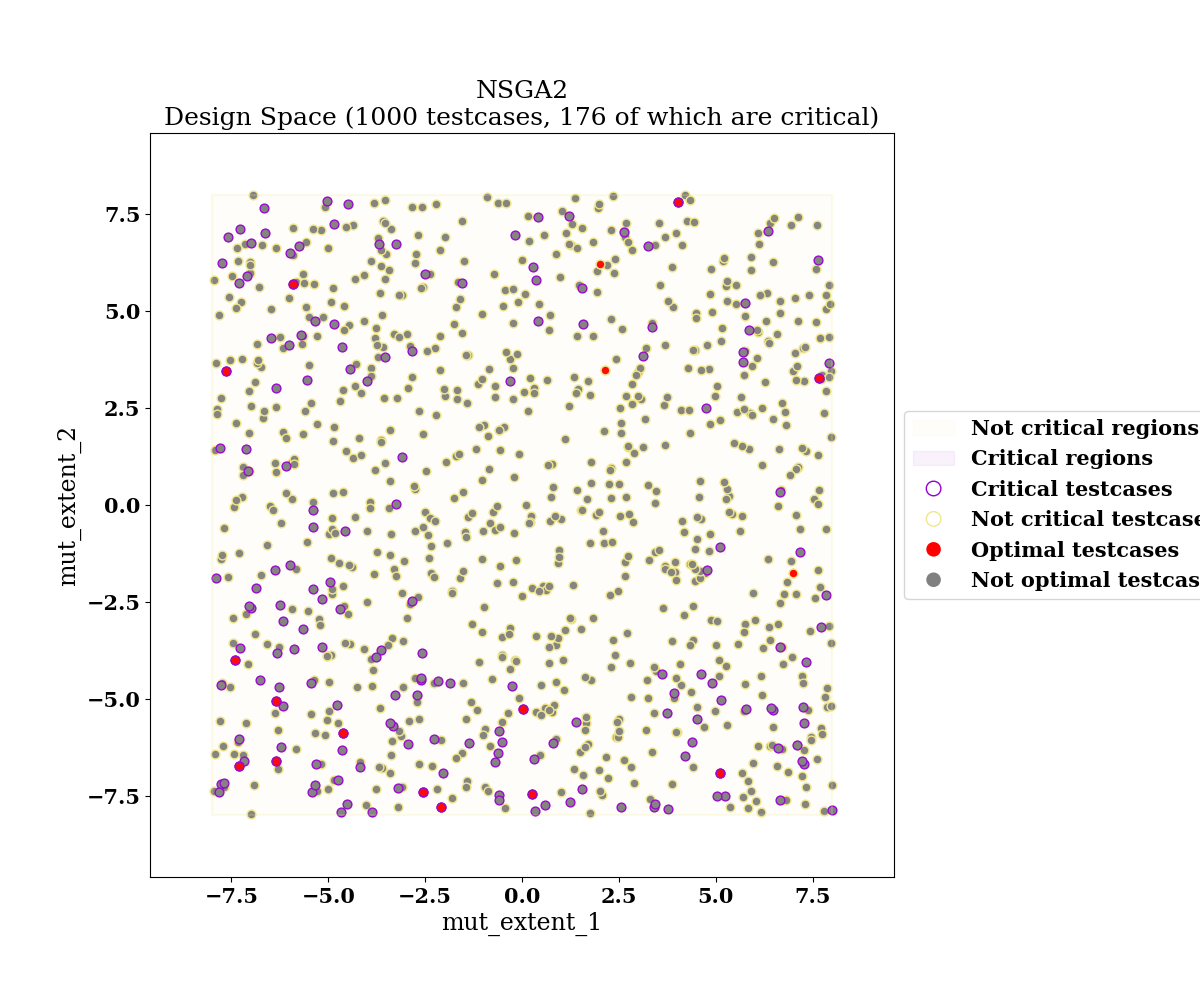 NSGA2
Design Space (1000 testcases, 176 of which are critical)
mut_extent_2
7.5
5.0
2.5
0.0
−2.5
−5.0
−7.5
−7.5
−5.0
−2.5
0.0
2.5
5.0
7.5
mut_extent_1
Not critical regions
Critical regions
Critical testcases
Not critical testcase
Optimal testcases
Not optimal testcas